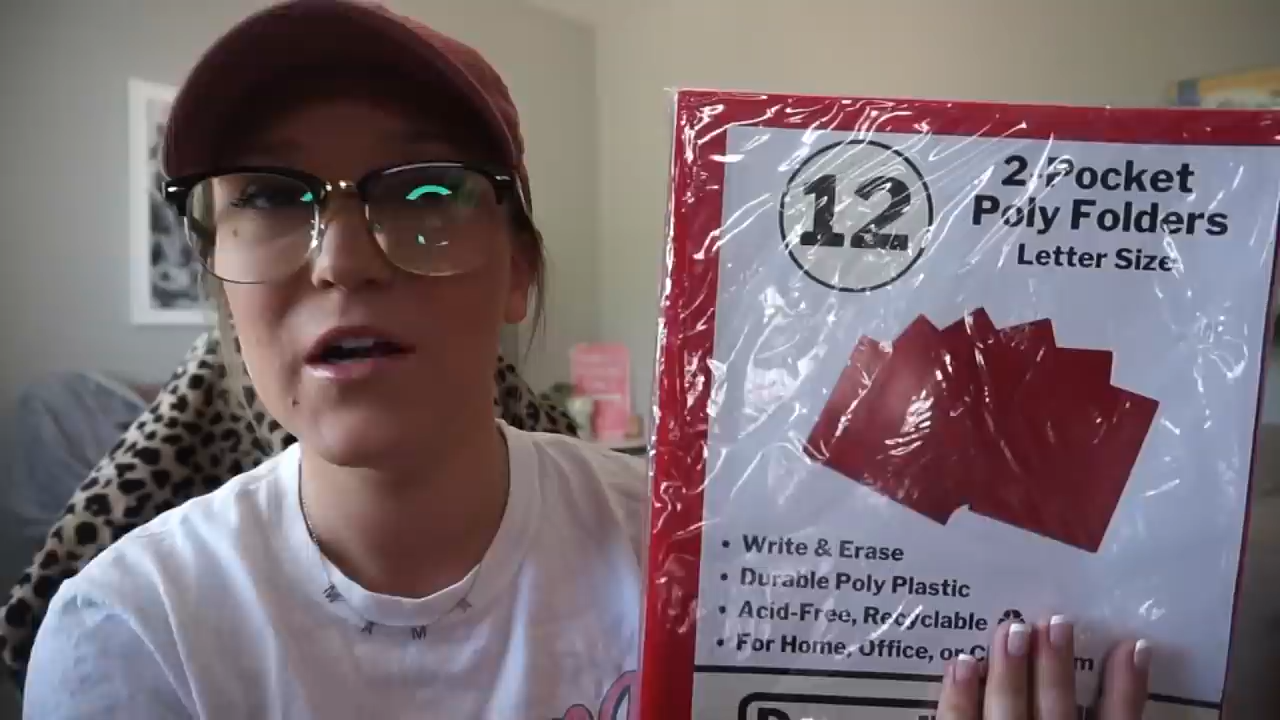 12
2-Pocket
Poly Folders
Letter Size
• Write & Erase
• Durable Poly Plastic
• Acid-Free, Recyclable
• For Home, Office, or
M A M A